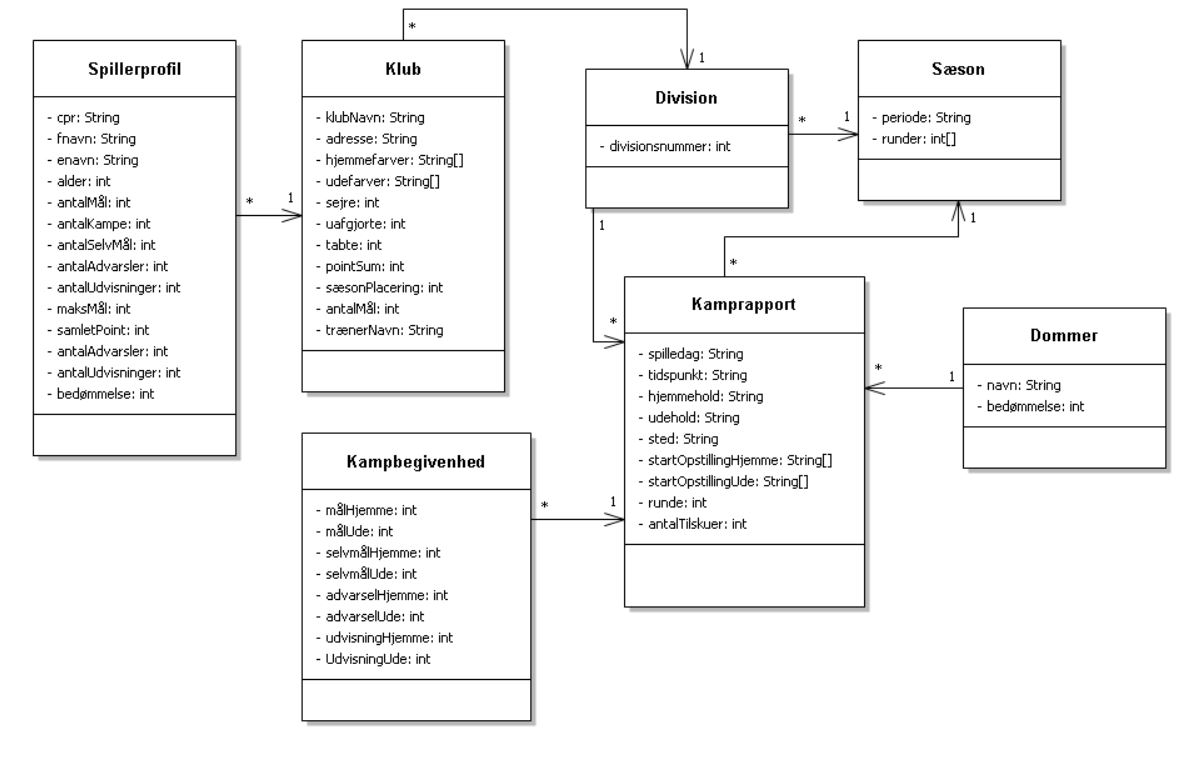 Spillerprofil
- cpr: String
- fnavn: String
- enavn: String
- alder: int
- antalMål: int
- antalKampe: int
- antalSelvMål: int
- antalAdvarsler: int
- antalUdvisninger: int
- maksMål: int
- samletPoint: int
- antalAdvarsler: int
- antalUdvisninger: int
- bedømmelse: int
* 1
Klub
- klubNavn: String
- adresse: String
- hjemmefarver: String[]
- udefarver: String[]
- sejre: int
- uafgjorte: int
- tabte: int
- pointSum: int
- sæsonPlacering: int
- antalMål: int
- trænerNavn: String
* 1
Division
- divisionsnummer: int
* 1
Sæson
- periode: String
- runder: int[]
1 *
* 1
Kamprapport
- spilledag: String
- tidspunkt: String
- hjemmehold: String
- udehold: String
- sted: String
- startOpstillingHjemme: String[]
- startOpstillingUde: String[]
- runde: int
- antalTilskuer: int
* 1
Dommer
- navn: String
- bedømmelse: int
Kampbegivenhed
- målHjemme: int
- målUde: int
- selvmålHjemme: int
- selvmålUde: int
- advarselHjemme: int
- advarselUde: int
- udvisningHjemme: int
- UdvisningUde: int
* 1